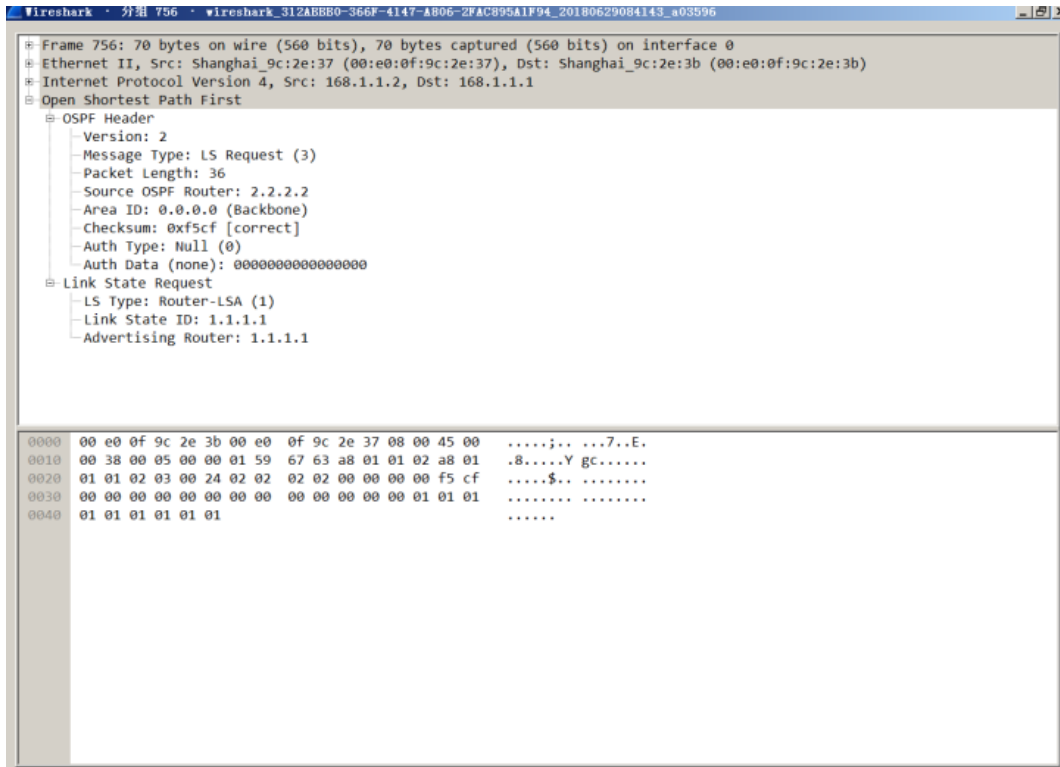 Wireshark · 分组 756 · wireshark_312ABBB0-366F-4147-A806-2FAC895A1F94_20180629084143_a03596
Frame 756: 70 bytes on wire (560 bits), 70 bytes captured (560 bits) on interface 0
Ethernet II, Src: Shanghai_9c:2e:37 (00:e0:0f:9c:2e:37), Dst: Shanghai_9c:2e:3b (00:e0:0f:9c:2e:3b)
Internet Protocol Version 4, Src: 168.1.1.2, Dst: 168.1.1.1
Open Shortest Path First
OSPF Header
Version: 2
Message Type: LS Request (3)
Packet Length: 36
Source OSPF Router: 2.2.2.2
Area ID: 0.0.0.0 (Backbone)
Checksum: 0xf5cf [correct]
Auth Type: Null (0)
Auth Data (none): 0000000000000000
Link State Request
LS Type: Router-LSA (1)
Link State ID: 1.1.1.1
Advertising Router: 1.1.1.1
0000 00 e0 0f 9c 2e 3b 00 e0 0f 9c 2e 37 08 00 45 00 .....;.. ...7..E.
0010 00 38 00 05 00 00 01 59 67 63 a8 01 01 02 a8 01 .8.....Y gc......
0020 01 01 02 03 00 24 02 02 02 02 00 00 00 00 f5 cf .....$.. ........
0030 00 00 00 00 00 00 00 00 00 00 00 00 00 01 01 01 ........ ........
0040 01 01 01 01 01 01 ......